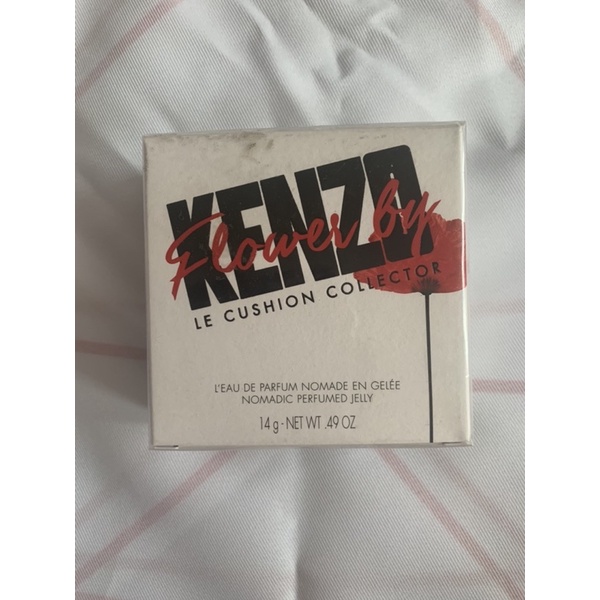 Flower by
KENZO
LE CUSHION COLLECTOR
L'EAU DE PARFUM NOMADE EN GELÉE
NOMADIC PERFUMED JELLY
14 g - NET WT .49 OZ